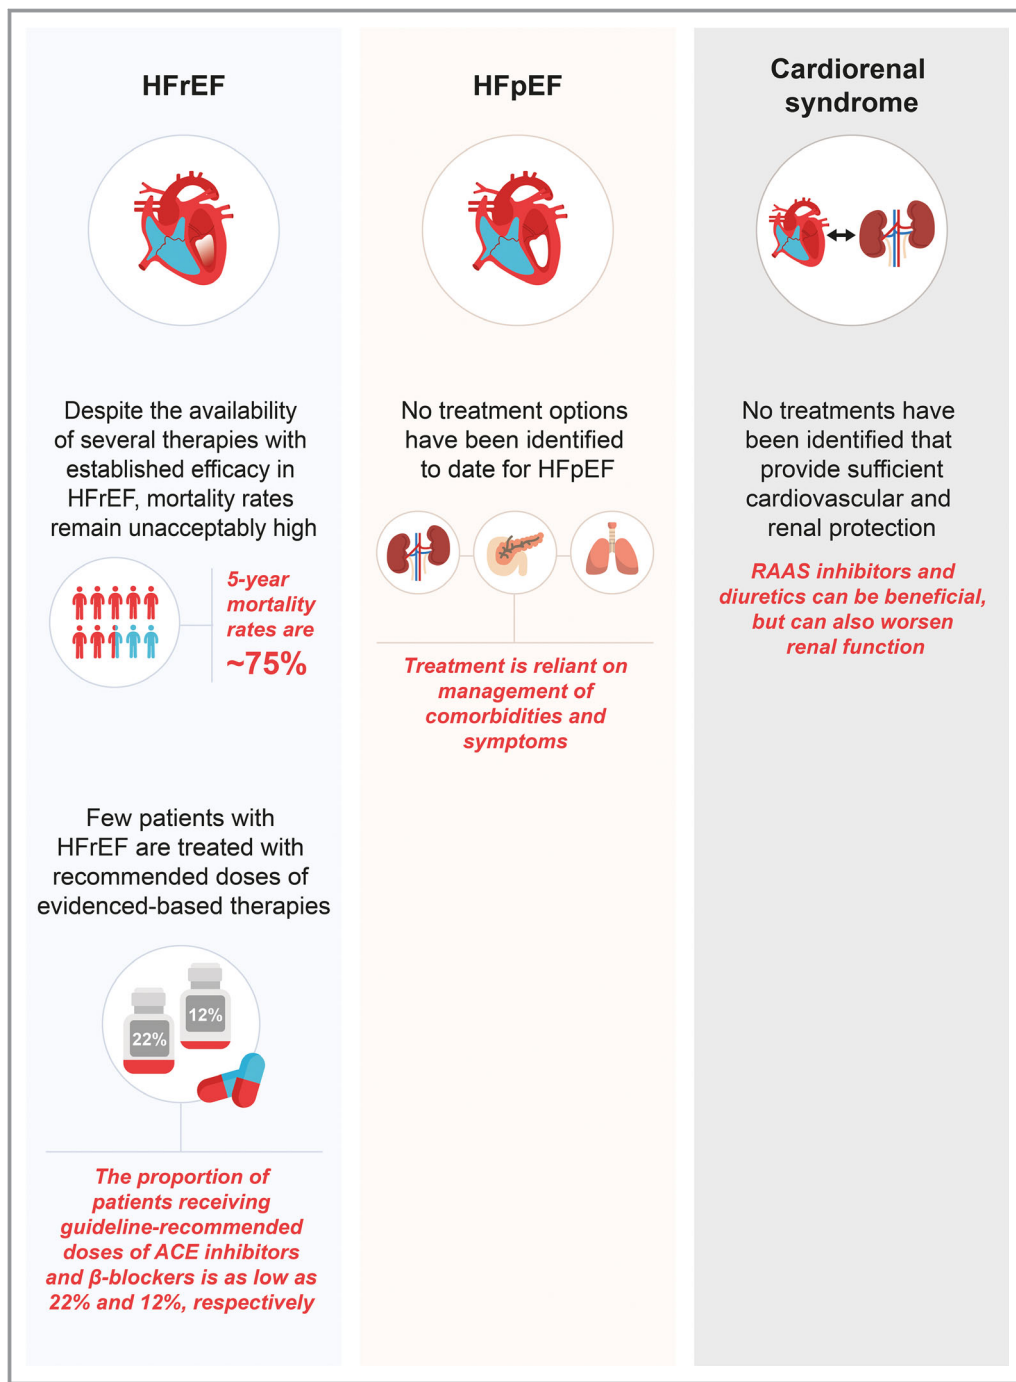 HFrEF
Despite the availability
of several therapies with
established efficacy in
HFrEF, mortality rates
remain unacceptably high
5-year
mortality
rates are
~75%
Few patients with
HFrEF are treated with
recommended doses of
evidenced-based therapies
22%
12%
The proportion of
patients receiving
guideline-recommended
doses of ACE inhibitors
and β-blockers is as low as
22% and 12%, respectively
HFpEF
No treatment options
have been identified
to date for HFpEF
Treatment is reliant on
management of
comorbidities and
symptoms
Cardiorenal
syndrome
No treatments have
been identified that
provide sufficient
cardiovascular and
renal protection
RAAS inhibitors and
diuretics can be beneficial,
but can also worsen
renal function